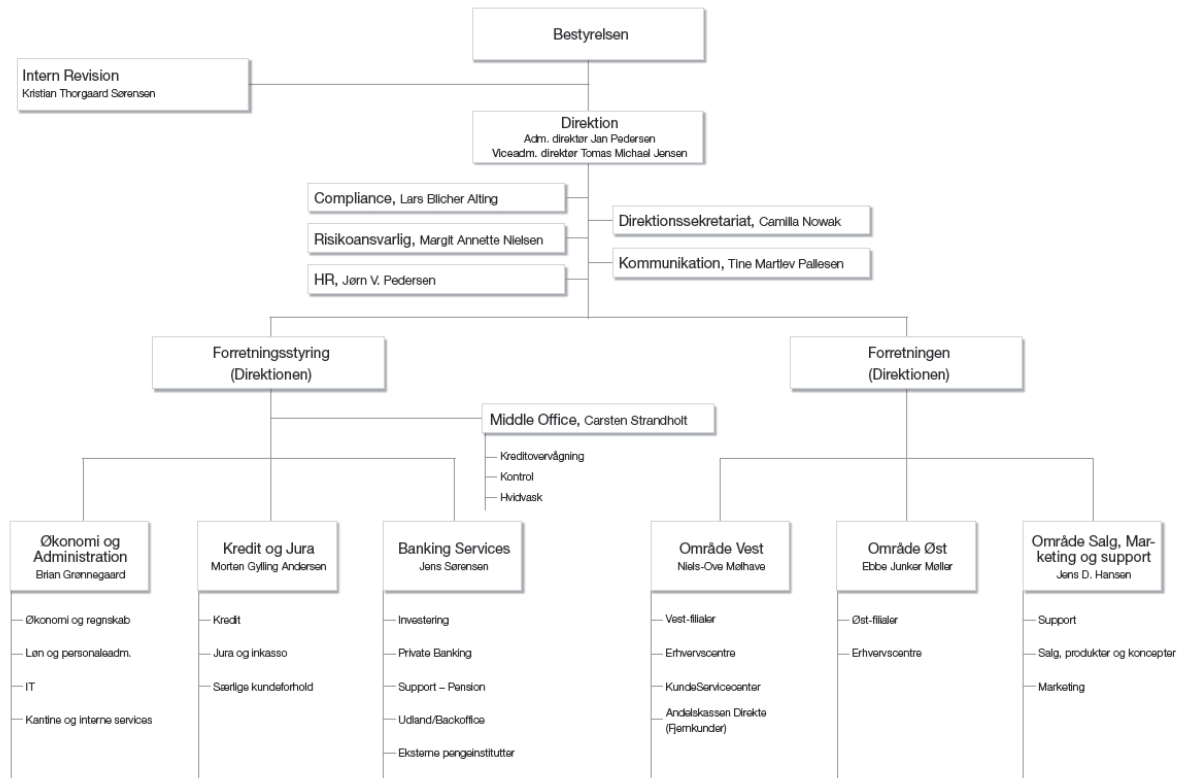 Bestyrelsen
Intern Revision
Kristian Thorgaard Sørensen
Direktion
Adm. direktør Jan Pedersen
Viceadm. direktør Tomas Michael Jensen
Compliance, Lars Blicher Alting
Direktionssekretariat, Camilla Nowak
Risikoansvarlig, Margit Annette Nielsen
Kommunikation, Tine Martlev Pallesen
HR, Jørn V. Pedersen
Forretningsstyring
(Direktionen)
Forretningen
(Direktionen)
Middle Office, Carsten Strandholt
Kreditovervågning
Kontrol
Hvidvask
Økonomi og
Administration
Brian Grønnegaard
Økonomi og regnskab
Løn og personaleadm.
IT
Kantine og interne services
Kredit og Jura
Morten Gylling Andersen
Kredit
Jura og inkasso
Særlige kundeforhold
Banking Services
Jens Sørensen
Investering
Private Banking
Support – Pension
Udland/Backoffice
Eksterne pengeinstitutter
Område Vest
Niels-Ove Mølhave
Vest-filialer
Erhvervscentre
KundeServicecenter
Andelskassen Direkte
(Fjernkunder)
Område Øst
Ebbe Junker Møller
Øst-filialer
Erhvervscentre
Område Salg, Mar-
keting og support
Jens D. Hansen
Support
Salg, produkter og koncepter
Marketing